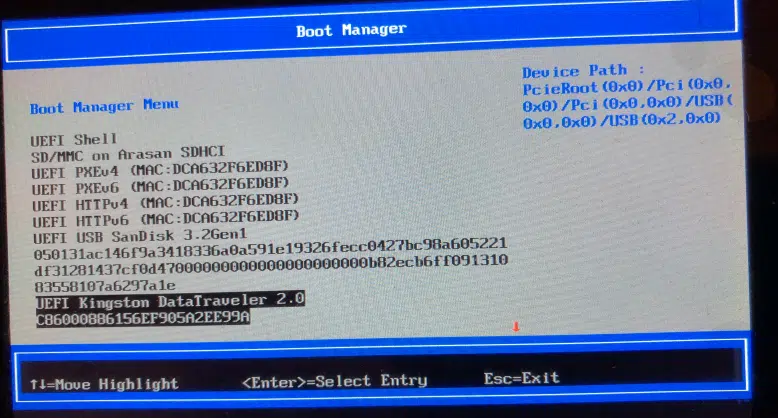 Boot Manager
Device Path :
PcieRoot(0x0)/Pci(0x0,
0x0)/Pci(0x0,0x0)/USB(
0x0,0x0)/USB(0x2,0x0)
Boot Manager Menu
UEFI Shell
SD/MMC on Arasan SDHCI
UEFI PXEv4 (MAC:DCA632F6ED8F)
UEFI PXEv6 (MAC:DCA632F6ED8F)
UEFI HTTPv4 (MAC:DCA632F6ED8F)
UEFI HTTPv6 (MAC:DCA632F6ED8F)
UEFI USB SanDisk 3.2Gen1
050131ac146f9a3418336a0a591e19326fecc0427bc98a605221
df31281437cf0d4700000000000000000000b82ecb6ff091310
83558107a6297a1e
UEFI Kingston DataTraveler 2.0
C86000886156EF905A2EE99A
↑↓=Move Highlight
<Enter>=Select Entry
Esc=Exit